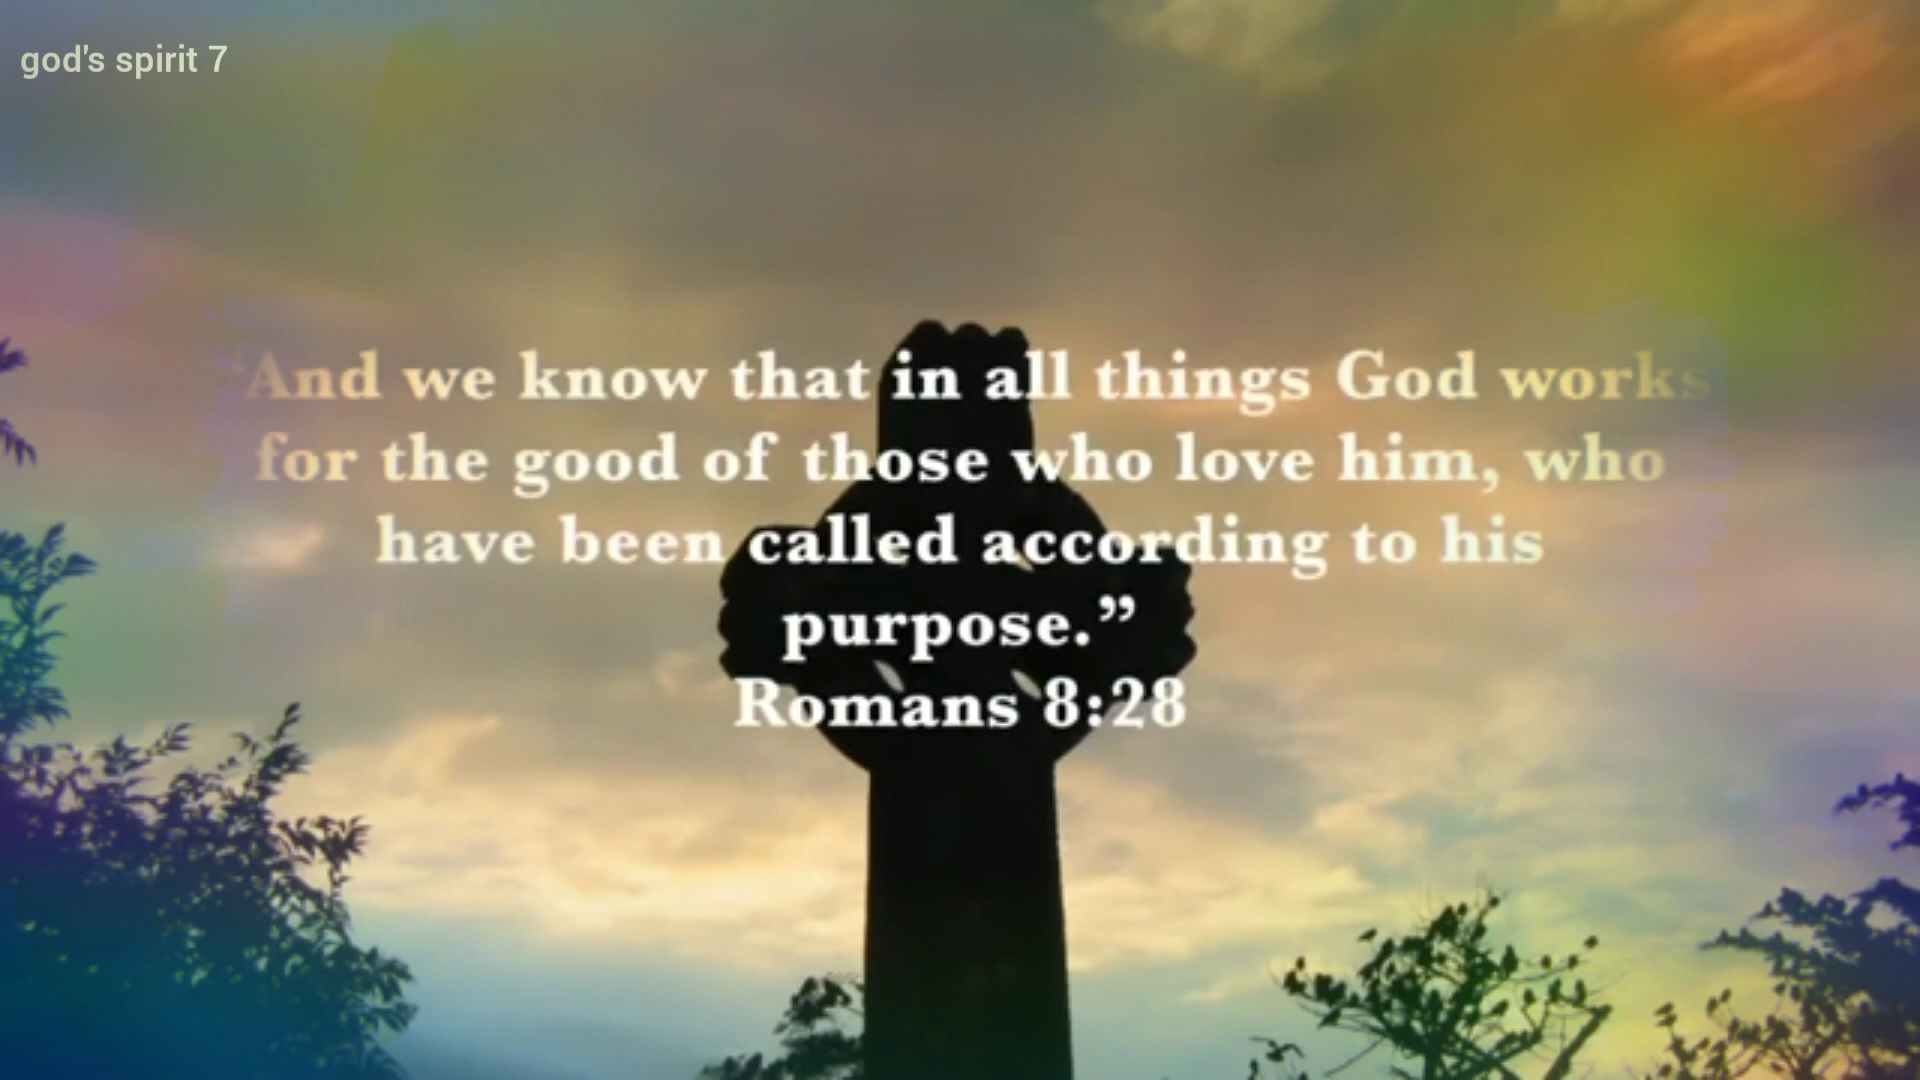 god's spirit 7
“And we know that in all things God works
for the good of those who love him, who
have been called according to his
purpose.”
Romans 8:28